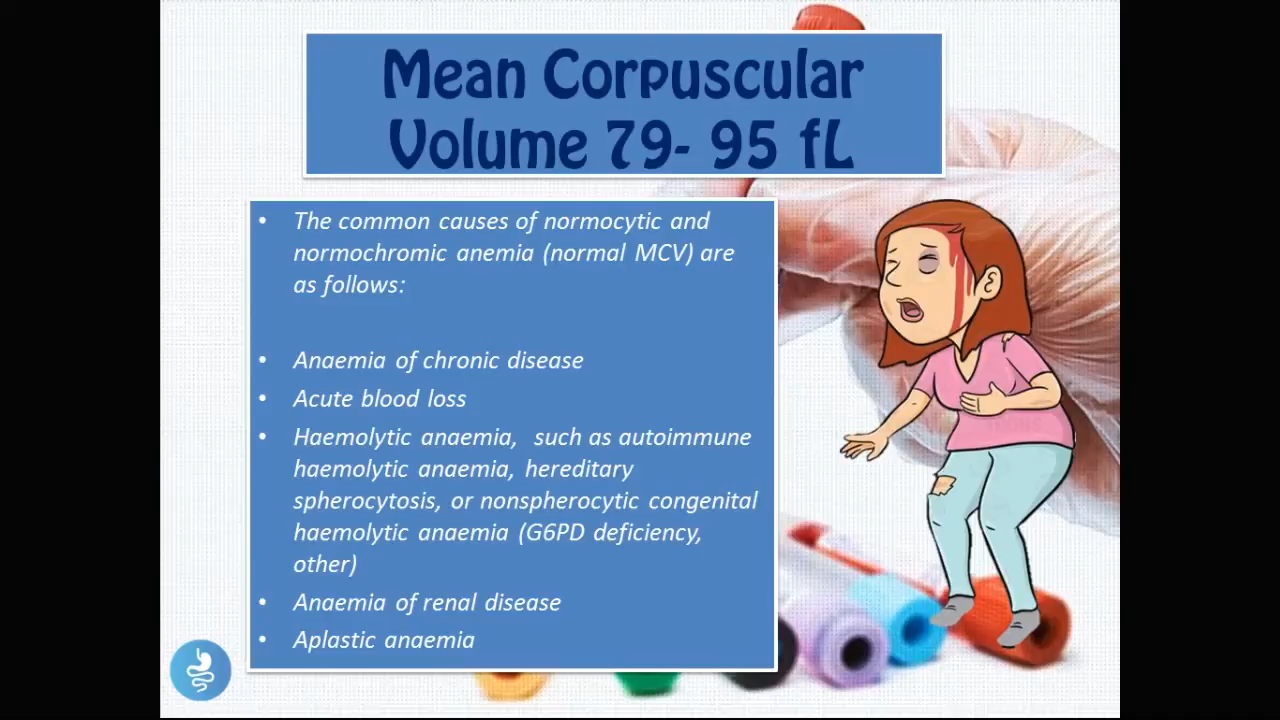 Mean Corpuscular
Volume 79- 95 fL
• The common causes of normocytic and
normochromic anemia (normal MCV) are
as follows:
• Anaemia of chronic disease
• Acute blood loss
• Haemolytic anaemia, such as autoimmune
haemolytic anaemia, hereditary
spherocytosis, or nonspherocytic congenital
haemolytic anaemia (G6PD deficiency,
other)
• Anaemia of renal disease
• Aplastic anaemia